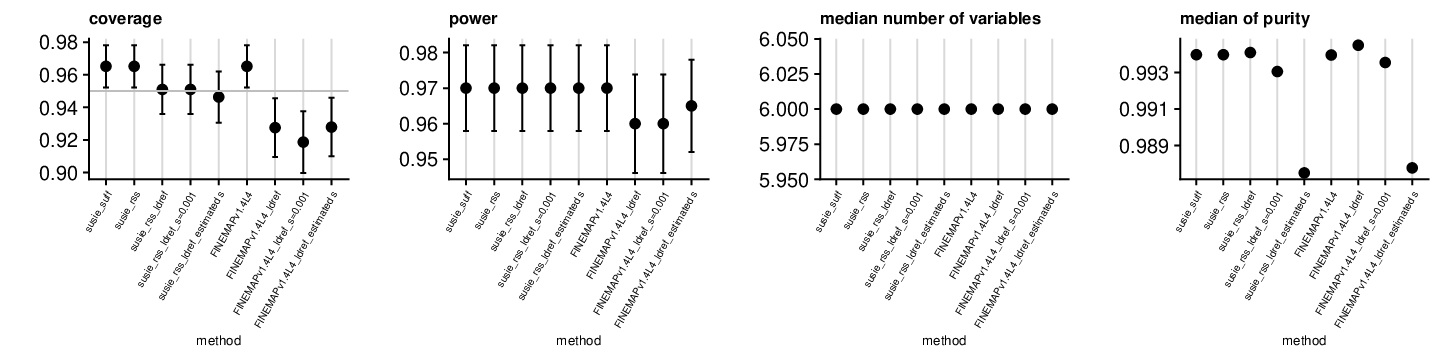 coverage
0.98
0.96
0.94
0.92
0.90
susie_suff
susie_rss
susie_rss_ldref
susie_rss_ldref_s=0.001
susie_rss_ldref_estimated s
FINEMAPv1.4L4
FINEMAPv1.4L4_ldref
FINEMAPv1.4L4_ldref_s=0.001
FINEMAPv1.4L4_ldref_estimated s
method
power
0.98
0.97
0.96
0.95
susie_suff
susie_rss
susie_rss_ldref
susie_rss_ldref_s=0.001
susie_rss_ldref_estimated s
FINEMAPv1.4L4
FINEMAPv1.4L4_ldref
FINEMAPv1.4L4_ldref_s=0.001
FINEMAPv1.4L4_ldref_estimated s
method
median number of variables
6.050
6.025
6.000
5.975
5.950
susie_suff
susie_rss
susie_rss_ldref
susie_rss_ldref_s=0.001
susie_rss_ldref_estimated s
FINEMAPv1.4L4
FINEMAPv1.4L4_ldref
FINEMAPv1.4L4_ldref_s=0.001
FINEMAPv1.4L4_ldref_estimated s
method
median of purity
0.993
0.991
0.989
susie_suff
susie_rss
susie_rss_ldref
susie_rss_ldref_s=0.001
susie_rss_ldref_estimated s
FINEMAPv1.4L4
FINEMAPv1.4L4_ldref
FINEMAPv1.4L4_ldref_s=0.001
FINEMAPv1.4L4_ldref_estimated s
method